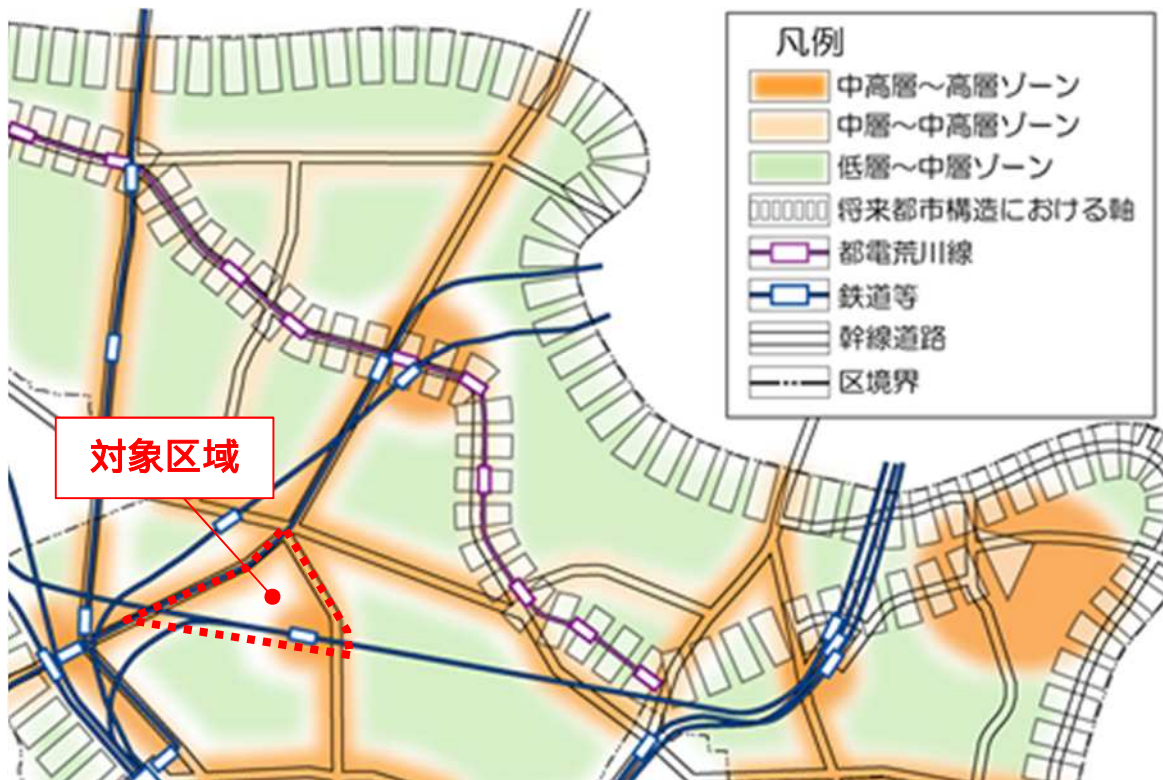 凡例
中高層～高層ゾーン
中層～中高層ゾーン
低層～中層ゾーン
将来都市構造における軸
都電荒川線
鉄道等
幹線道路
区境界
対象区域